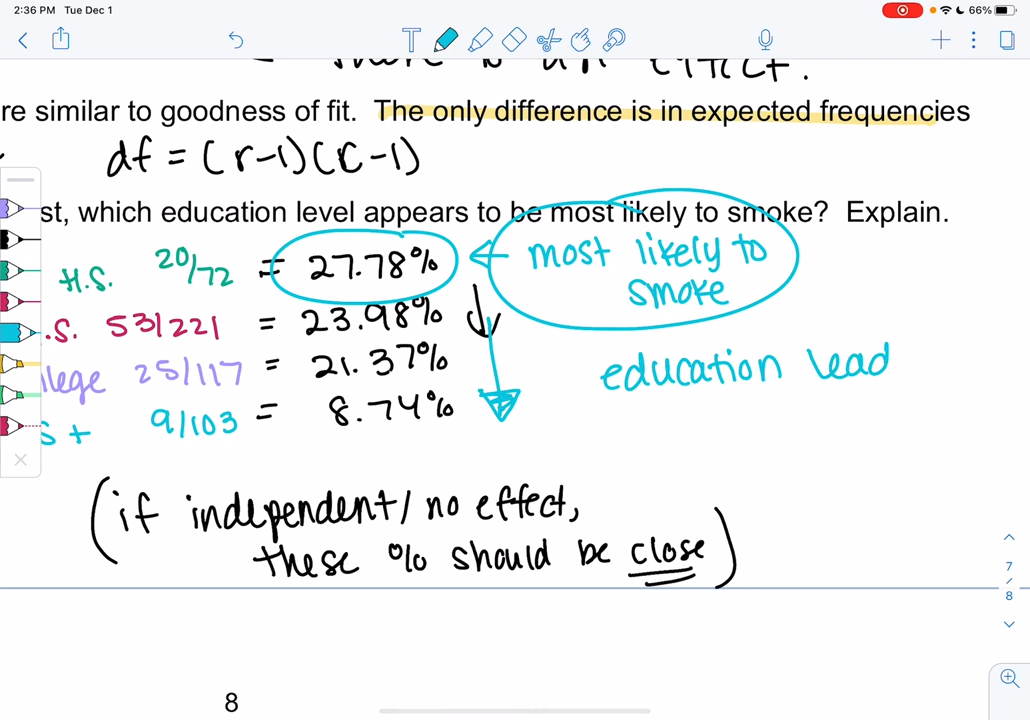 2:36 PM Tue Dec 1
66%
T
re similar to goodness of fit. The only difference is in expected frequencies
df = (r-1)(c-1)
st, which education level appears to be most likely to smoke? Explain.
H.S. 20/72 = 27.78% ← most likely to
smoke
.S. 53/221 = 23.98%
lege 25/117 = 21.37%
education lead
S + 9/103 = 8.74%
(if independent/no effect,
these % should be close)
7
/
8
8